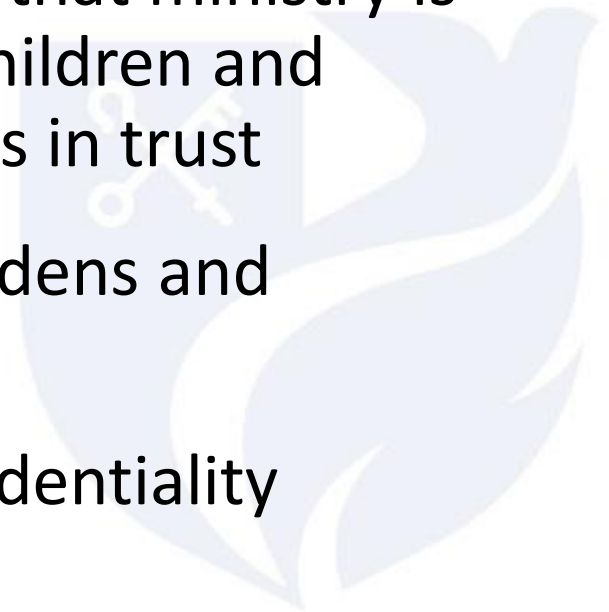 that ministry is
hildren and
s in trust
dens and
dentiality